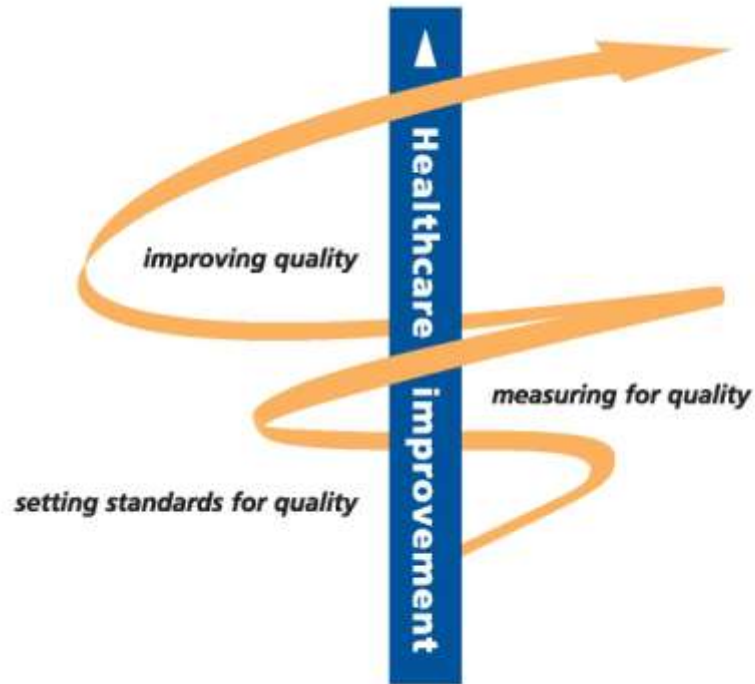 Healthcare improvement
improving quality
measuring for quality
setting standards for quality